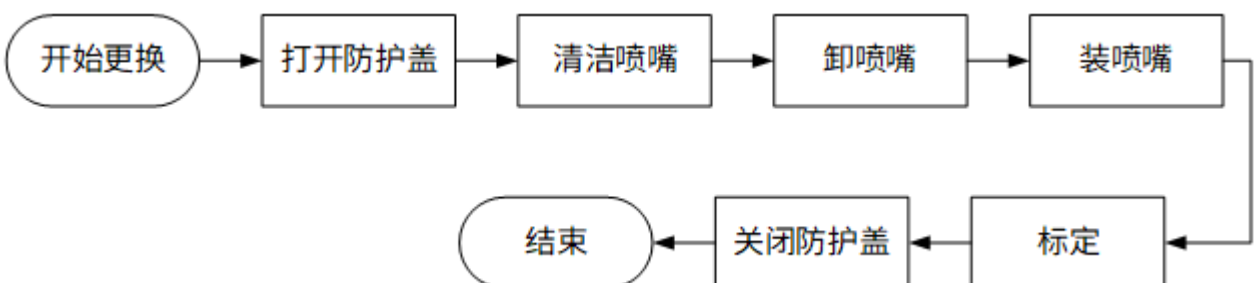 开始更换
打开防护盖
清洁喷嘴
卸喷嘴
装喷嘴
标定
关闭防护盖
结束